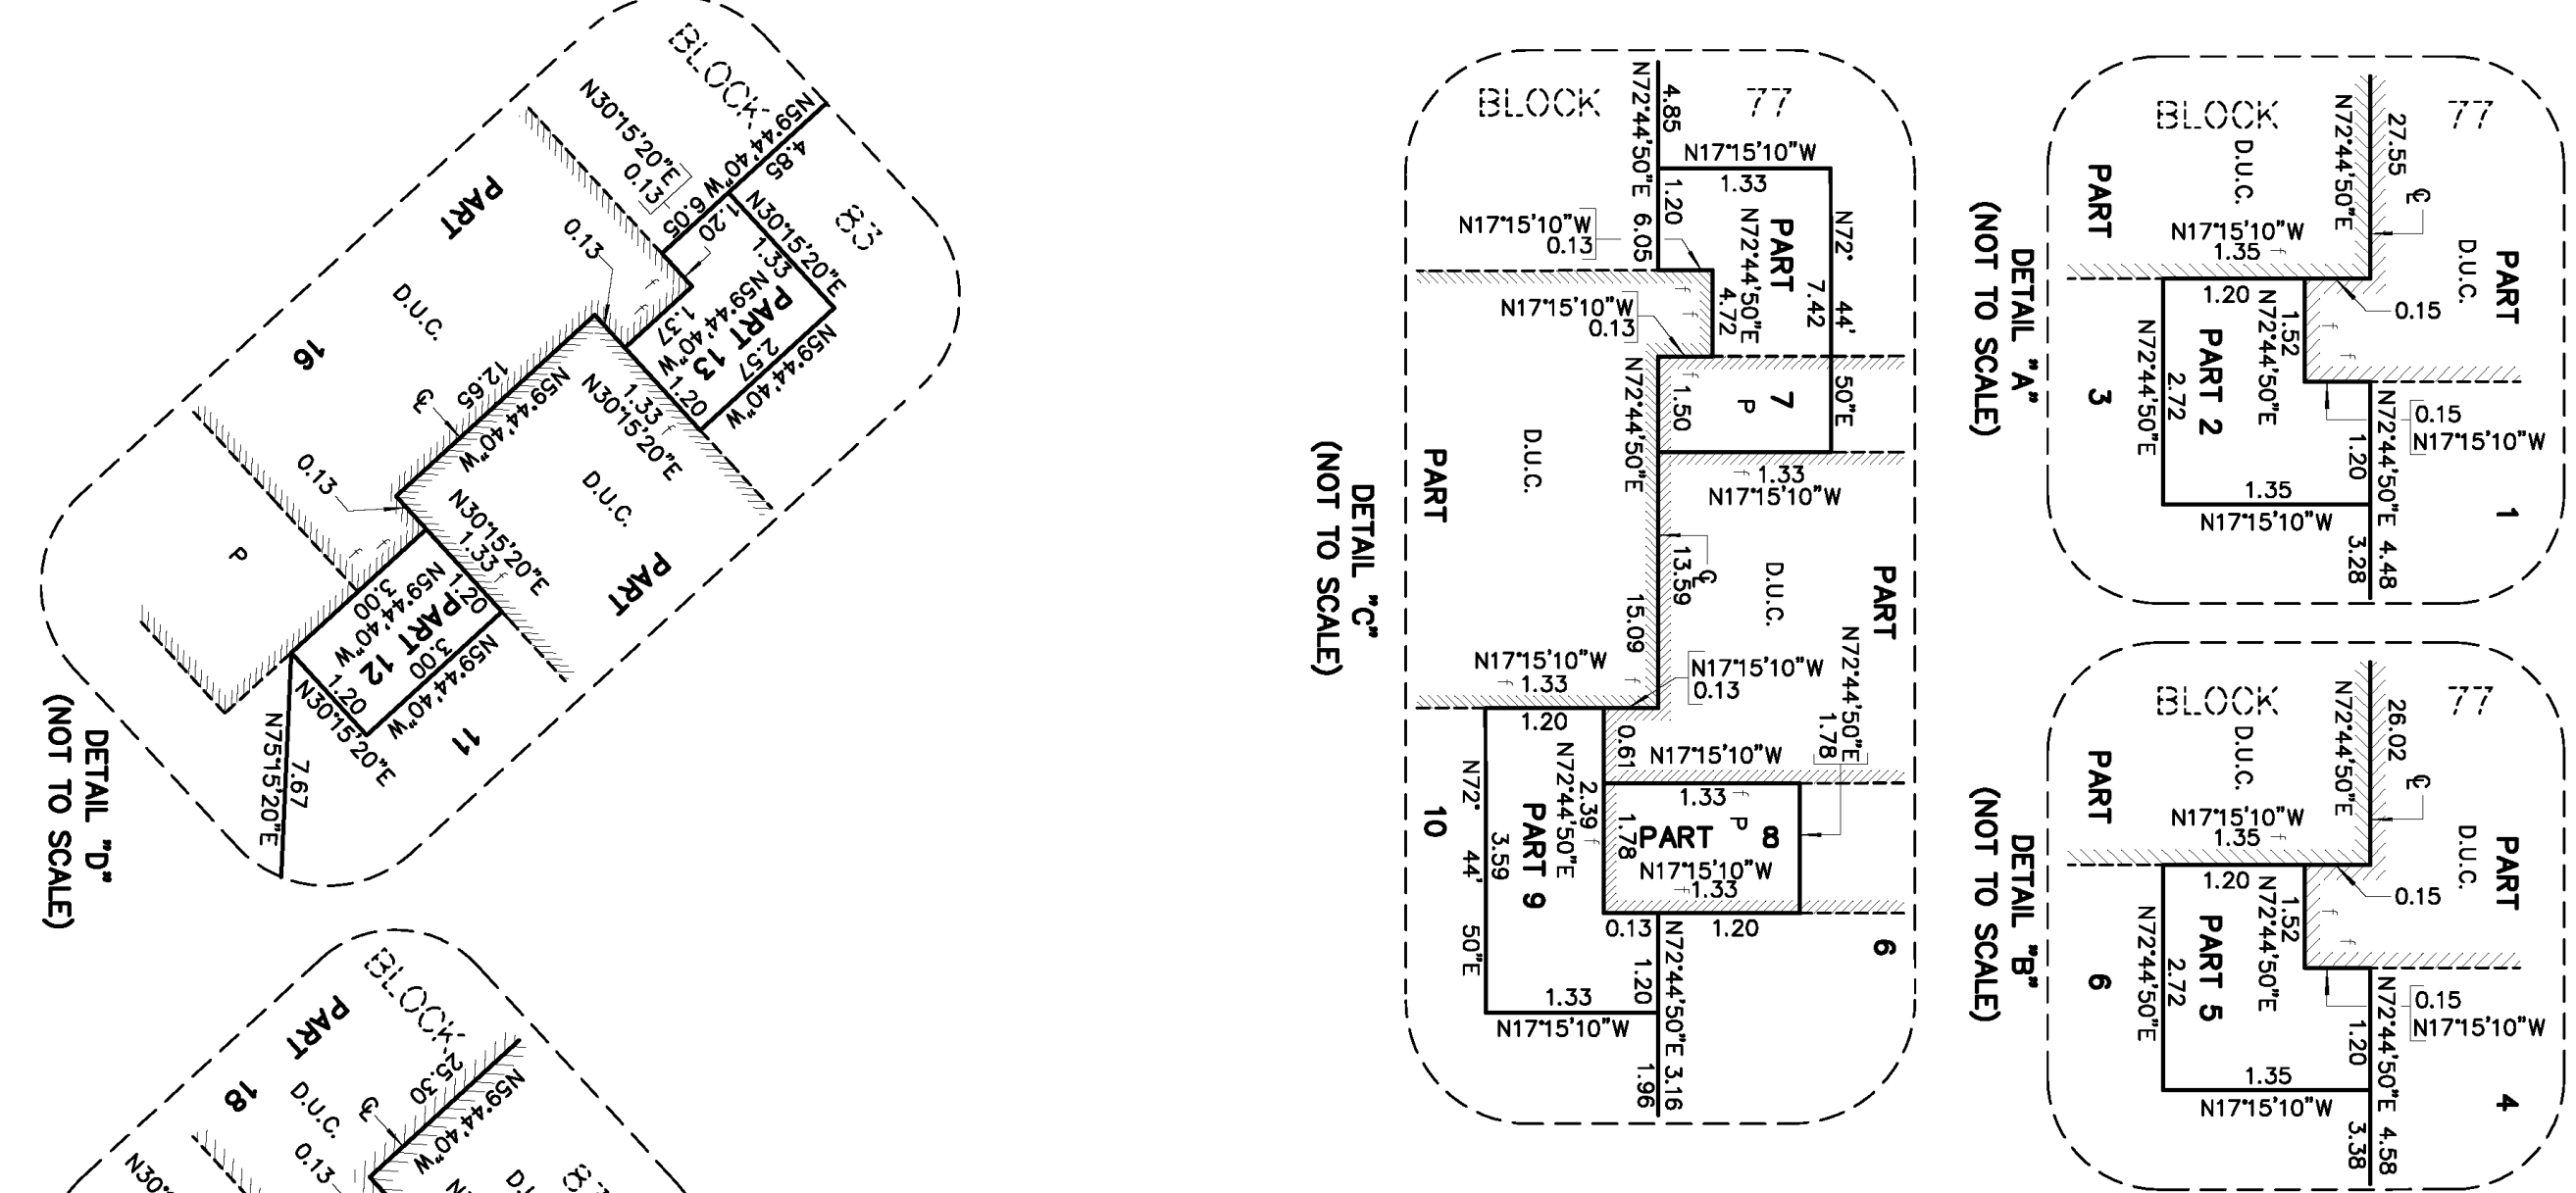 DETAIL "A"
(NOT TO SCALE)
BLOCK 77
27.55
N72°44'50"E
℄
D.U.C.
D.U.C.
PART
1
PART
3
N17°15'10"W
1.35
0.15
1.20
1.52
N72°44'50"E
PART 2
2.72
N72°44'50"E
0.15
N17°15'10"W
1.20
N72°44'50"E 4.48
3.28
1.35
N17°15'10"W
f
f
f
DETAIL "B"
(NOT TO SCALE)
BLOCK 77
26.02
N72°44'50"E
℄
D.U.C.
D.U.C.
PART
4
PART
6
N17°15'10"W
1.35
0.15
1.20
1.52
N72°44'50"E
PART 5
2.72
N72°44'50"E
0.15
N17°15'10"W
1.20
N72°44'50"E 4.58
3.38
1.35
N17°15'10"W
f
f
f
DETAIL "C"
(NOT TO SCALE)
BLOCK 77
4.85
N72°44'50"E 6.05
N17°15'10"W
1.33
1.20
N17°15'10"W
0.13
PART
7
P
N72°44'50"E
4.72
N72° 44' 50"E
7.42
N17°15'10"W
0.13
1.50
N72°44'50"E
15.09
13.59
℄
1.33
N17°15'10"W
D.U.C.
D.U.C.
PART
6
PART
10
N17°15'10"W
1.33
N17°15'10"W
0.13
N72°44'50"E
1.78
1.20
0.61
N17°15'10"W
1.33
P
PART 8
1.78
N17°15'10"W
1.33
N72°44'50"E
2.39
PART 9
N72° 44' 50"E
3.59
0.13
1.20
1.20
N72°44'50"E 3.16
1.96
1.33
N17°15'10"W
f
f
f
f
f
f
f
f
f
DETAIL "D"
(NOT TO SCALE)
BLOCK
83
N59°44'40"W 6.05
4.85
N30°15'20"E
0.13
1.20
N30°15'20"E
1.33
PART 13
N59°44'40"W
1.37
2.57
N59°44'40"W
1.20
1.33
N30°15'20"E
0.13
PART
16
D.U.C.
D.U.C.
PART
11
12.65
N59°44'40"W
℄
0.13
N30°15'20"E
1.33
1.20
PART 12
N59°44'40"W
3.00
3.00
N59°44'40"W
1.20
N30°15'20"E
7.67
N75°15'20"E
P
f
f
f
f
f
f
BLOCK
PART
18
D.U.C.
25.30
N59°44'40"W
℄
0.13